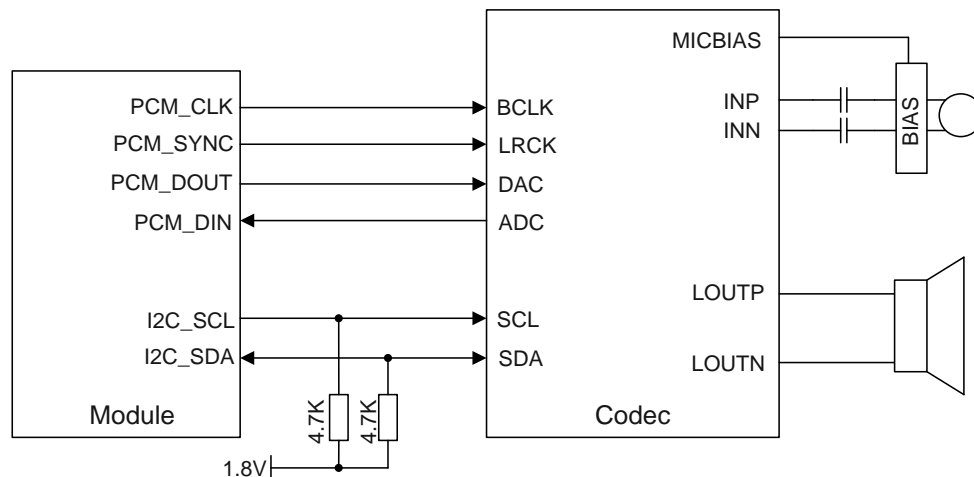 PCM_CLK
PCM_SYNC
PCM_DOUT
PCM_DIN
I2C_SCL
I2C_SDA
Module
BCLK
LRCK
DAC
ADC
SCL
SDA
Codec
MICBIAS
INP
INN
LOUTP
LOUTN
BIAS
4.7K
4.7K
1.8V